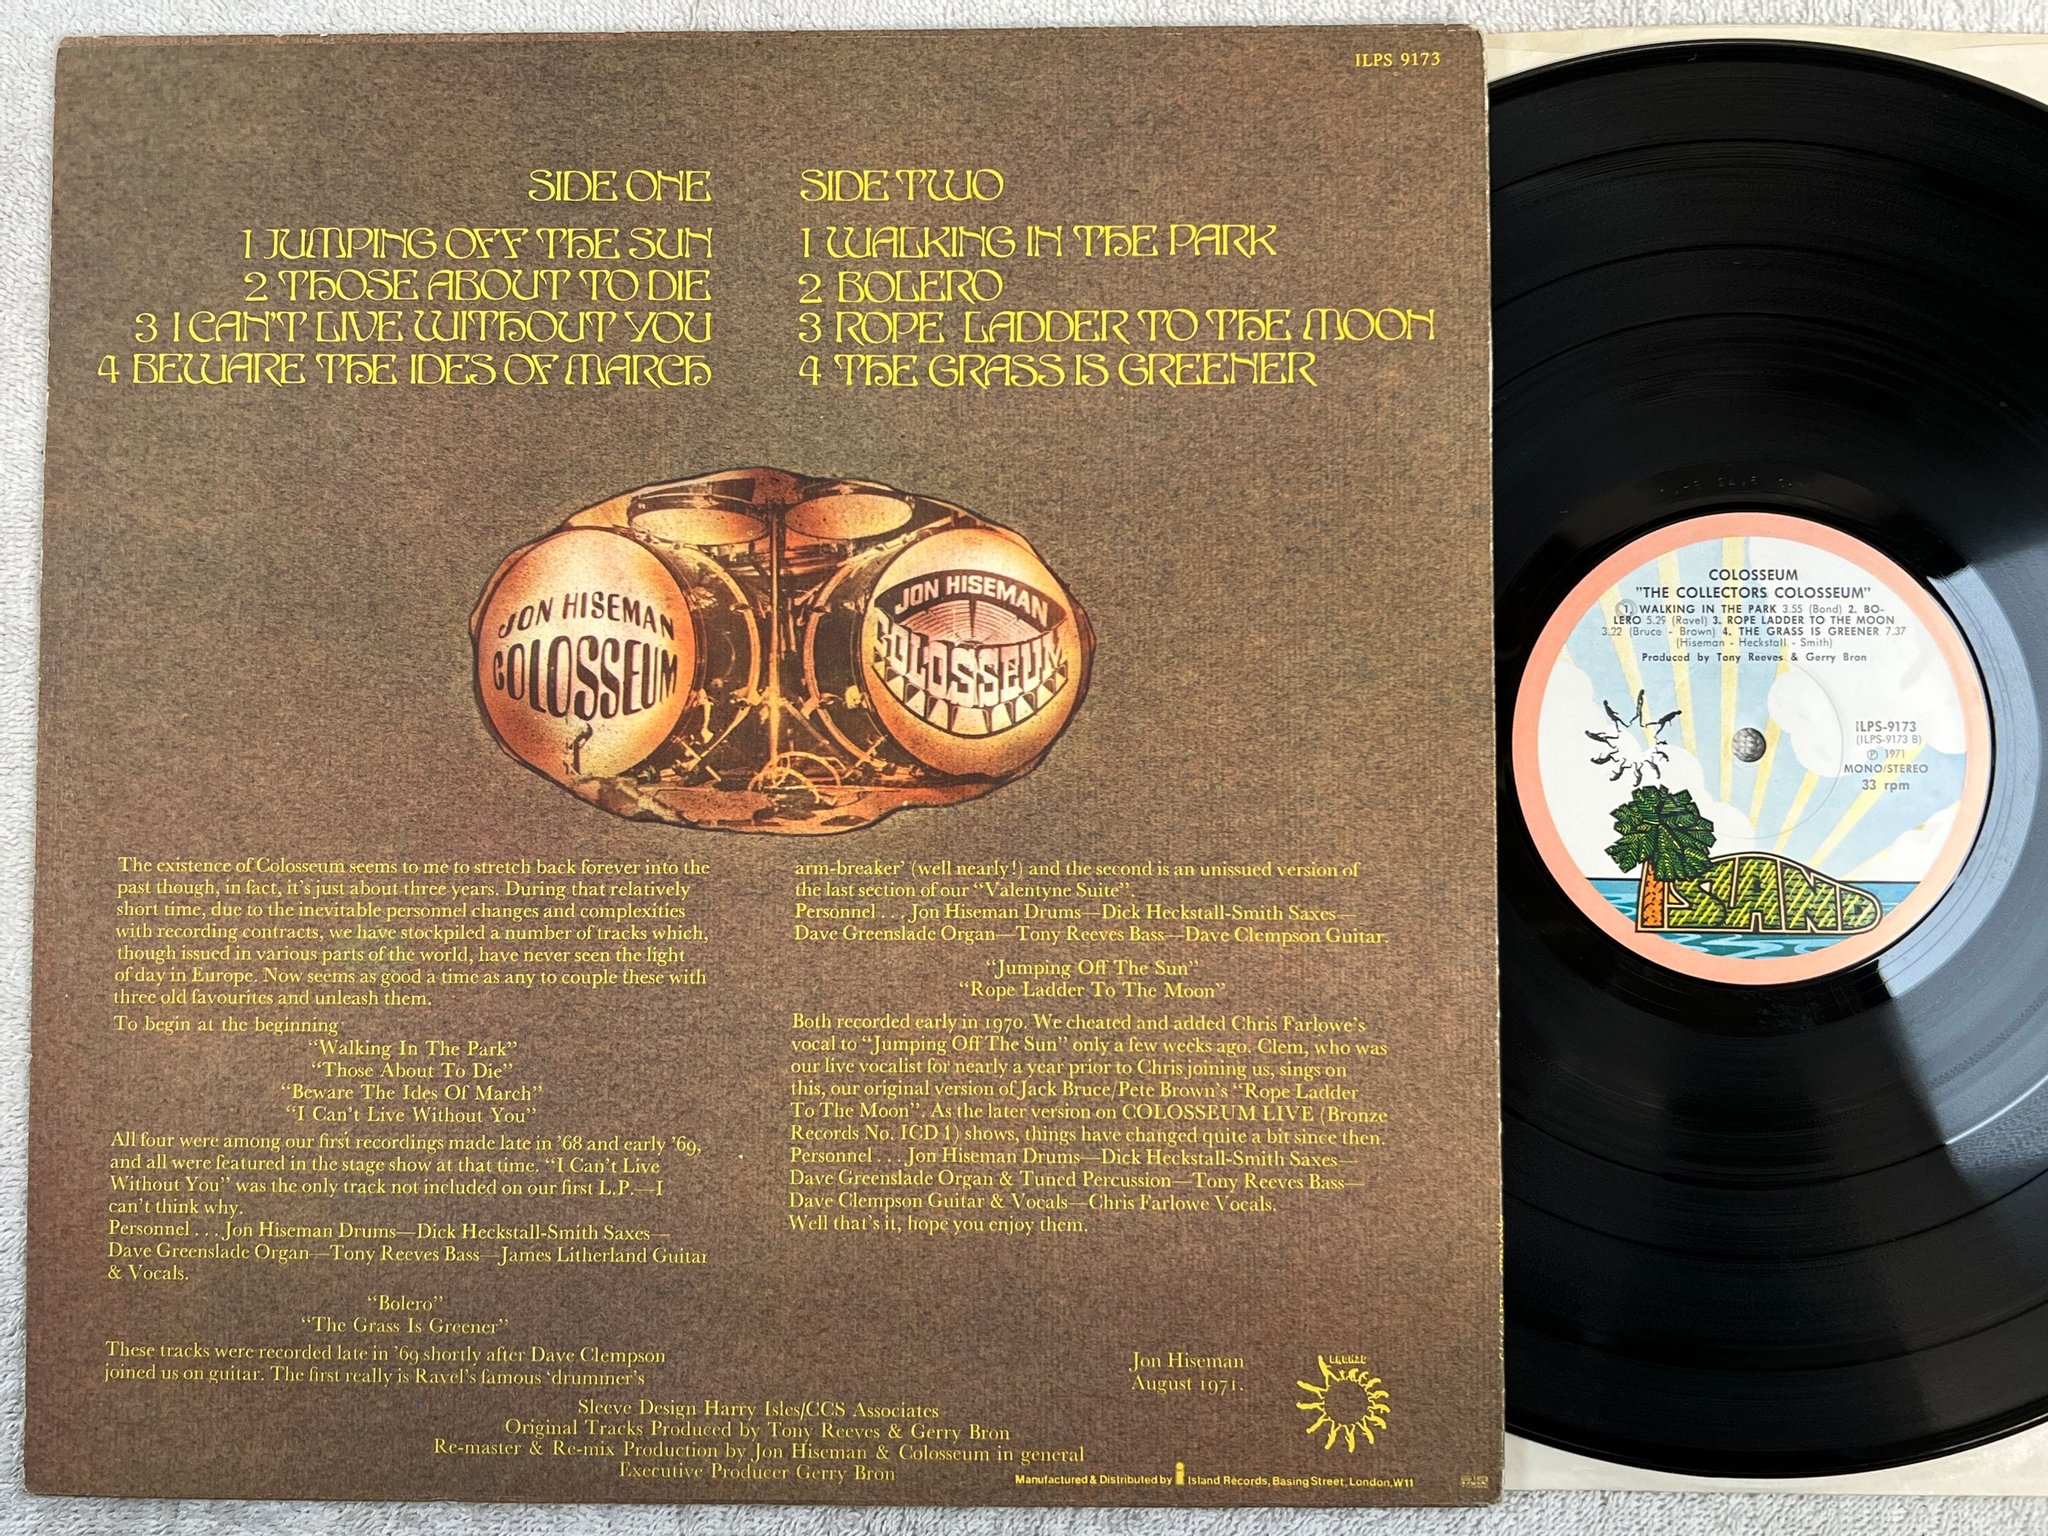 ILPS 9173
SIDE ONE
1 JUMPING OFF THE SUN
2 THOSE ABOUT TO DIE
3 I CAN'T LIVE WITHOUT YOU
4 BEWARE THE IDES OF MARCH
SIDE TWO
1 WALKING IN THE PARK
2 BOLERO
3 ROPE LADDER TO THE MOON
4 THE GRASS IS GREENER
JON HISEMAN
COLOSSEUM
JON HISEMAN
COLOSSEUM
The existence of Colosseum seems to me to stretch back forever into the
past though, in fact, it's just about three years. During that relatively
short time, due to the inevitable personnel changes and complexities
with recording contracts, we have stockpiled a number of tracks which,
though issued in various parts of the world, have never seen the light
of day in Europe. Now seems as good a time as any to couple these with
three old favourites and unleash them.
To begin at the beginning
"Walking In The Park"
"Those About To Die"
"Beware The Ides Of March"
"I Can't Live Without You"
All four were among our first recordings made late in '68 and early '69,
and all were featured in the stage show at that time. "I Can't Live
Without You" was the only track not included on our first L.P.—I
can't think why.
Personnel . . . Jon Hiseman Drums—Dick Heckstall-Smith Saxes—
Dave Greenslade Organ—Tony Reeves Bass—James Litherland Guitar
& Vocals.
"Bolero"
"The Grass Is Greener"
These tracks were recorded late in '69 shortly after Dave Clempson
joined us on guitar. The first really is Ravel's famous 'drummer's
arm-breaker' (well nearly!) and the second is an unissued version of
the last section of our "Valentyne Suite".
Personnel . . . Jon Hiseman Drums—Dick Heckstall-Smith Saxes—
Dave Greenslade Organ—Tony Reeves Bass—Dave Clempson Guitar.
"Jumping Off The Sun"
"Rope Ladder To The Moon"
Both recorded early in 1970. We cheated and added Chris Farlowe's
vocal to "Jumping Off The Sun" only a few weeks ago. Clem, who was
our live vocalist for nearly a year prior to Chris joining us, sings on
this, our original version of Jack Bruce/Pete Brown's "Rope Ladder
To The Moon". As the later version on COLOSSEUM LIVE (Bronze
Records No. ICD 1) shows, things have changed quite a bit since then.
Personnel . . . Jon Hiseman Drums—Dick Heckstall-Smith Saxes—
Dave Greenslade Organ & Tuned Percussion—Tony Reeves Bass—
Dave Clempson Guitar & Vocals—Chris Farlowe Vocals.
Well that's it, hope you enjoy them.
Jon Hiseman
August 1971.
BRONZE
Sleeve Design Harry Isles/CCS Associates
Original Tracks Produced by Tony Reeves & Gerry Bron
Re-master & Re-mix Production by Jon Hiseman & Colosseum in general
Executive Producer Gerry Bron
Manufactured & Distributed by i Island Records, Basing Street, London, W11
COLOSSEUM
"THE COLLECTORS COLOSSEUM"
1. WALKING IN THE PARK 3.55 (Bond) 2. BO-
LERO 5.29 (Ravel) 3. ROPE LADDER TO THE MOON
3.22 (Bruce - Brown) 4. THE GRASS IS GREENER 7.37
(Hiseman - Heckstall - Smith)
Produced by Tony Reeves & Gerry Bron
ILPS-9173
(ILPS-9173 B)
℗ 1971
MONO/STEREO
33 rpm
ISLAND